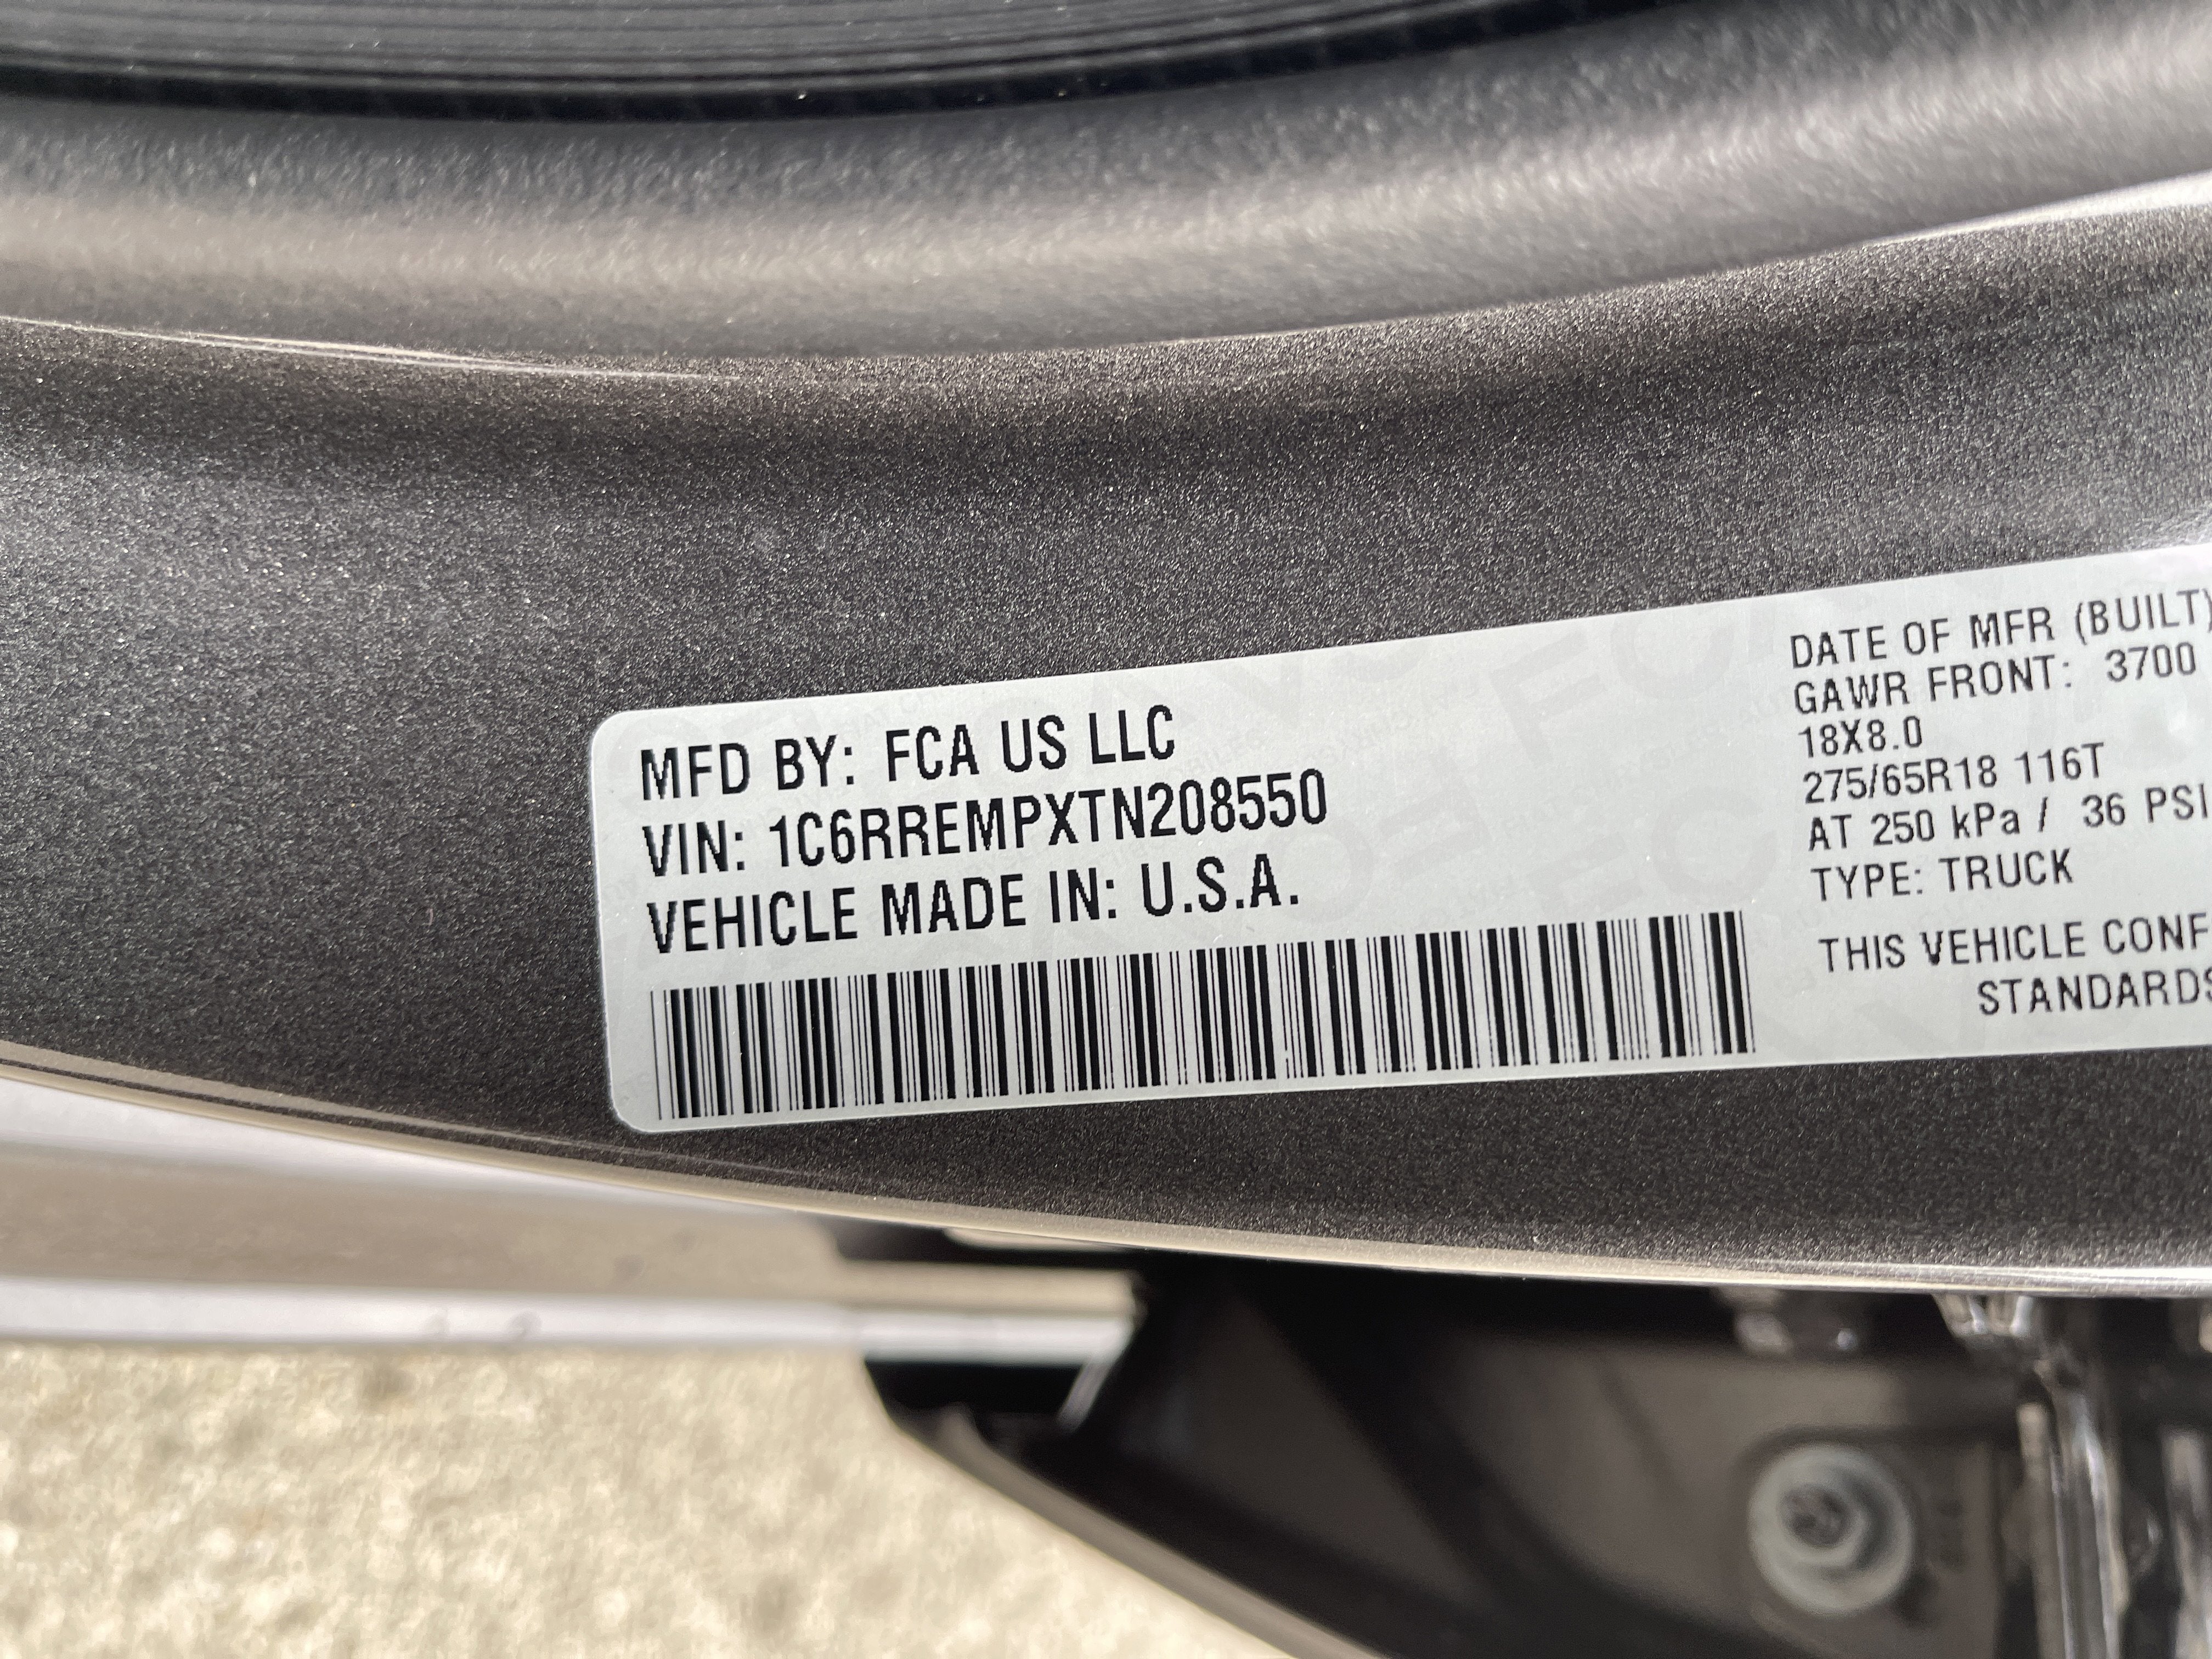 MFD BY: FCA US LLC
VIN: 1C6RREMPXTN208550
VEHICLE MADE IN: U.S.A.
DATE OF MFR (BUILT)
GAWR FRONT: 3700
18X8.0
275/65R18 116T
AT 250 kPa / 36 PSI
TYPE: TRUCK
THIS VEHICLE CONF
STANDARDS